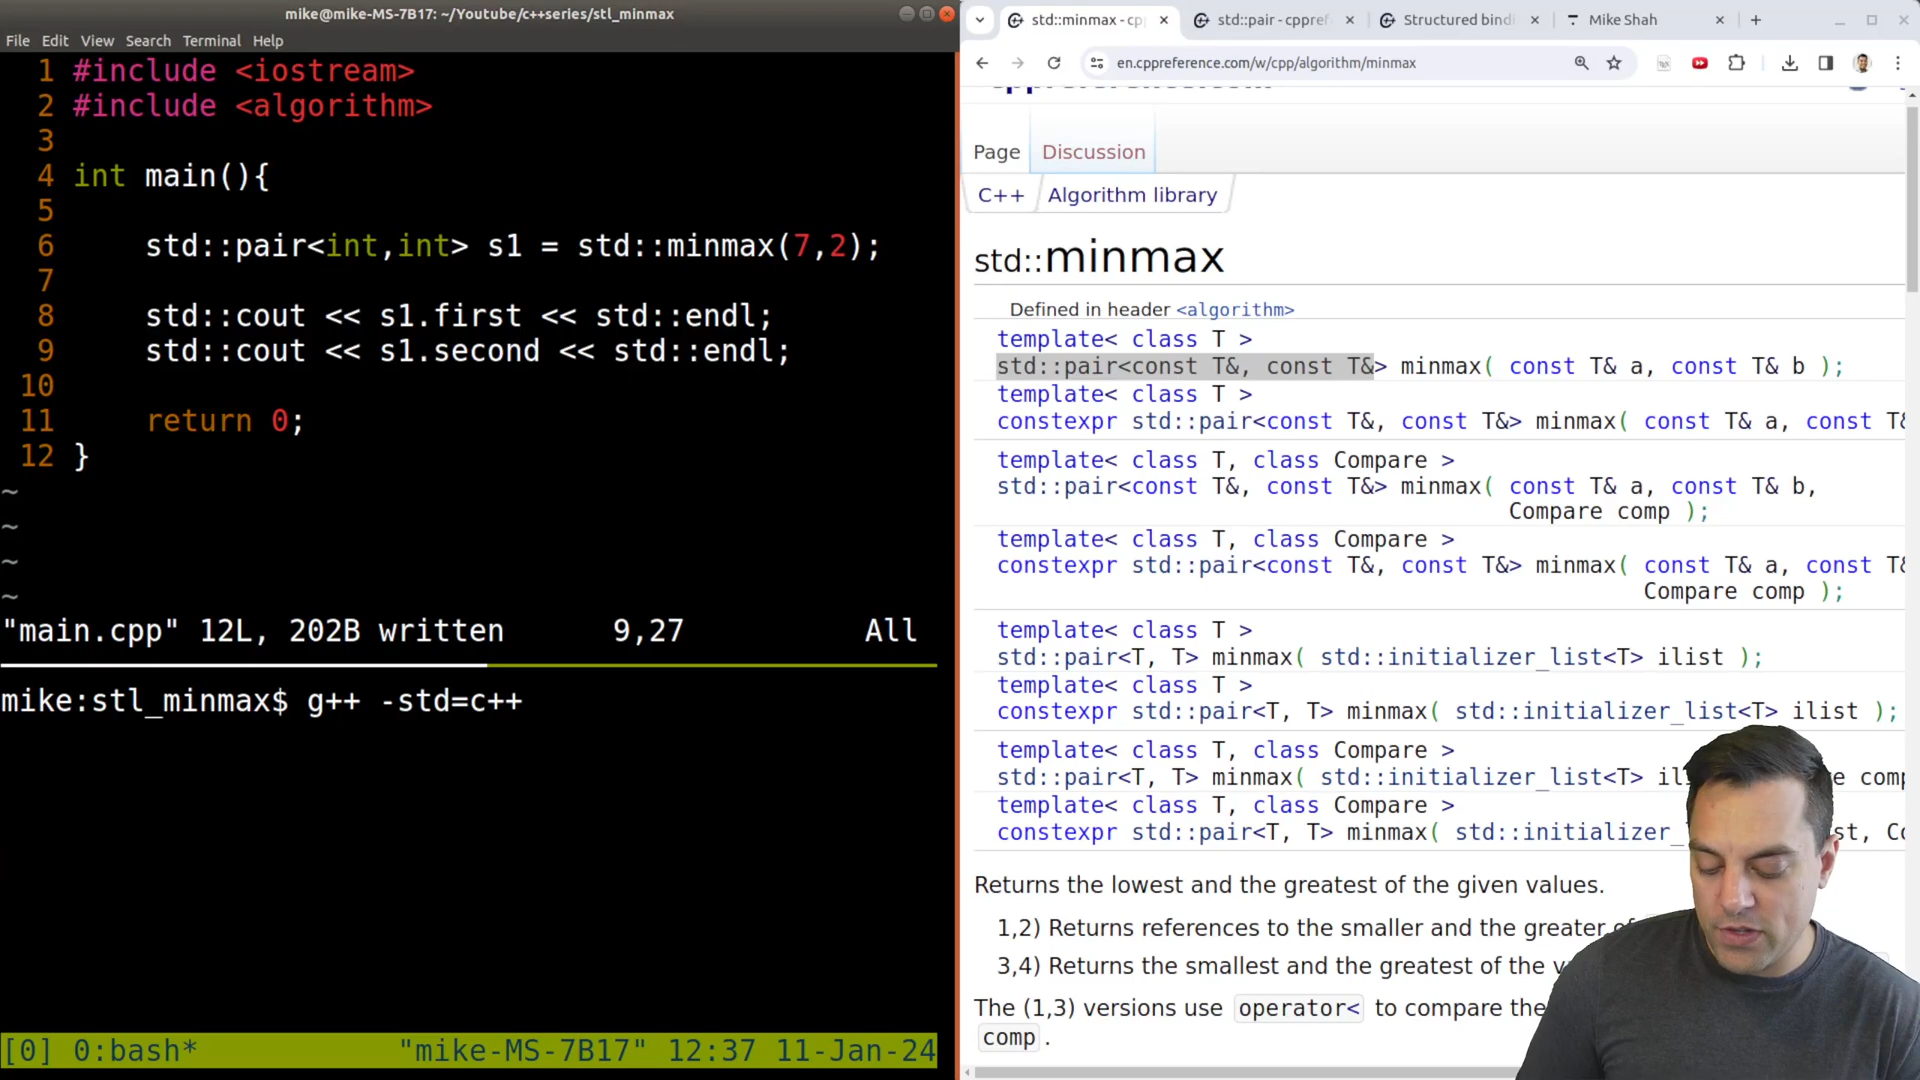 mike@mike-MS-7B17: ~/Youtube/c++series/stl_minmax
File Edit View Search Terminal Help
1 #include <iostream>
2 #include <algorithm>
3
4 int main(){
5
6 std::pair<int,int> s1 = std::minmax(7,2);
7
8 std::cout << s1.first << std::endl;
9 std::cout << s1.second << std::endl;
10
11 return 0;
12 }
~
~
~
~
"main.cpp" 12L, 202B written 9,27 All
mike:stl_minmax$ g++ -std=c++
[0] 0:bash* "mike-MS-7B17" 12:37 11-Jan-24
std::minmax - cp
std::pair - cppref
Structured bind
Mike Shah
en.cppreference.com/w/cpp/algorithm/minmax
Page Discussion
C++ Algorithm library
std::minmax
Defined in header <algorithm>
template< class T >
std::pair<const T&, const T&> minmax( const T& a, const T& b );
template< class T >
constexpr std::pair<const T&, const T&> minmax( const T& a, const T&
template< class T, class Compare >
std::pair<const T&, const T&> minmax( const T& a, const T& b,
Compare comp );
template< class T, class Compare >
constexpr std::pair<const T&, const T&> minmax( const T& a, const T&
Compare comp );
template< class T >
std::pair<T, T> minmax( std::initializer_list<T> ilist );
template< class T >
constexpr std::pair<T, T> minmax( std::initializer_list<T> ilist );
template< class T, class Compare >
std::pair<T, T> minmax( std::initializer_list<T> comp
template< class T, class Compare >
constexpr std::pair<T, T> minmax( std::initializer_ st, Co
Returns the lowest and the greatest of the given values.
1,2) Returns references to the smaller and the greater of
3,4) Returns the smallest and the greatest of the
The (1,3) versions use operator< to compare the
comp .